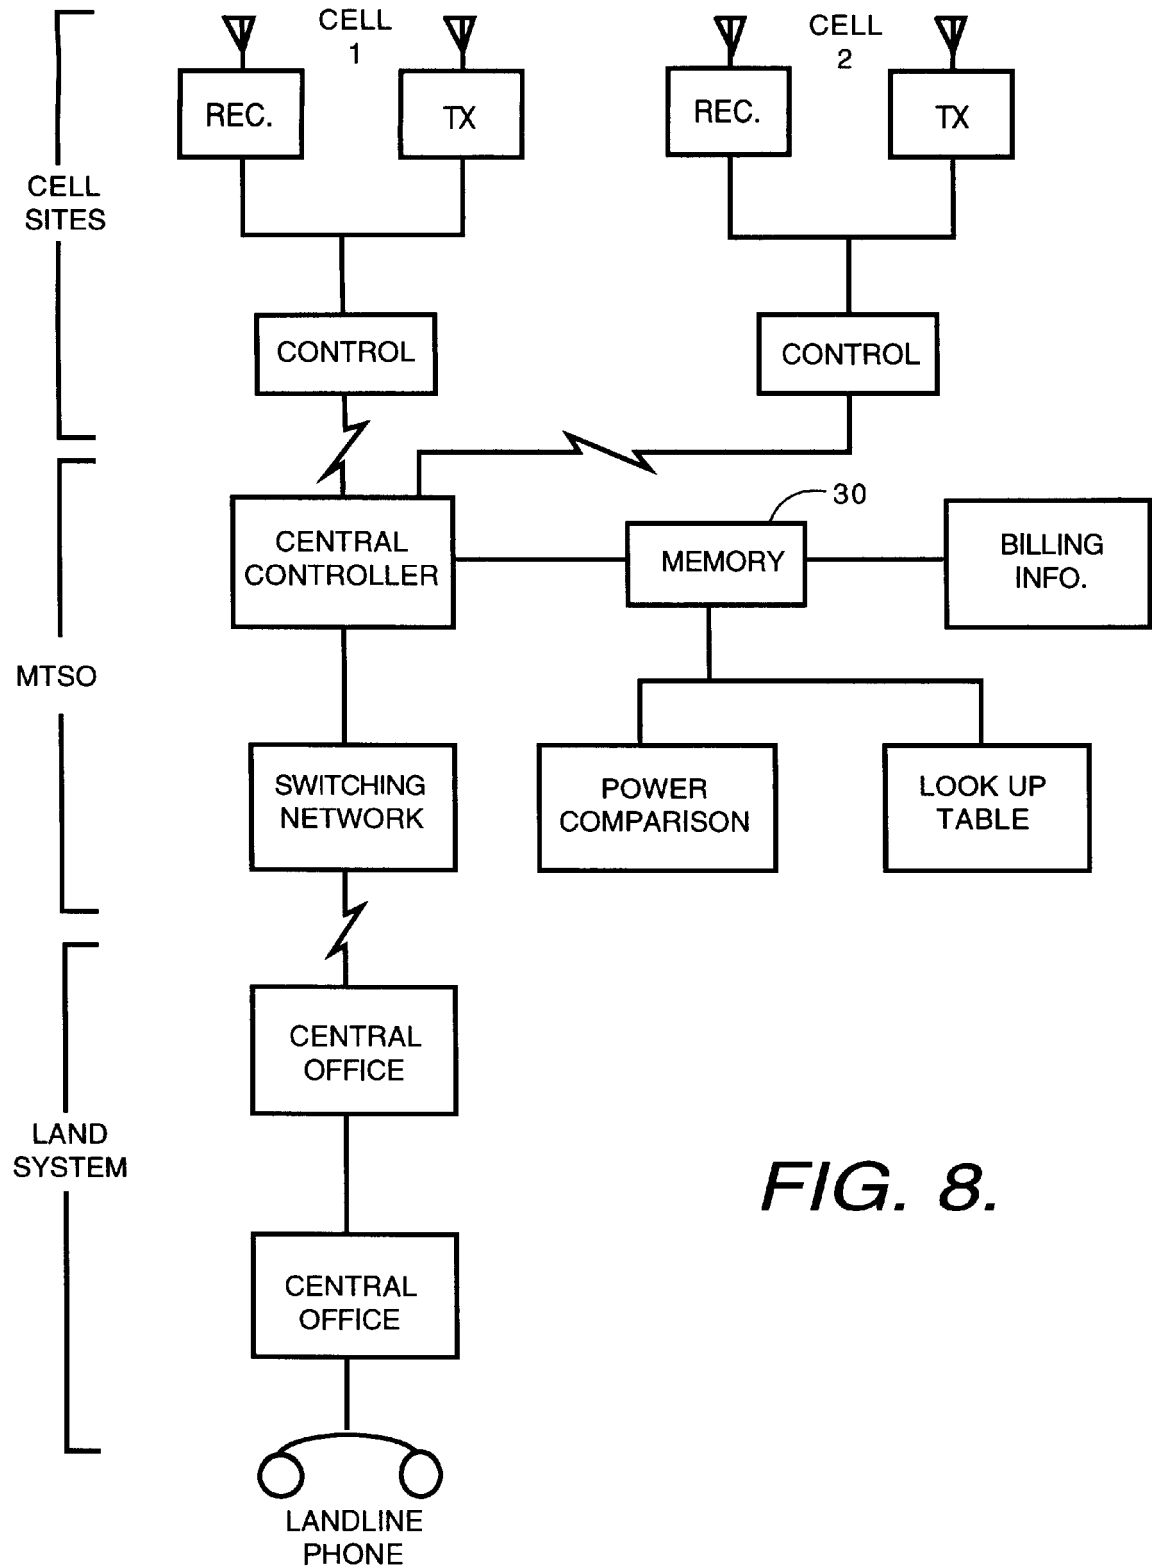 CELL
1
CELL
2
REC.
TX
REC.
TX
CELL
SITES
CONTROL
CONTROL
30
CENTRAL
CONTROLLER
MEMORY
BILLING
INFO.
MTSO
SWITCHING
NETWORK
POWER
COMPARISON
LOOK UP
TABLE
CENTRAL
OFFICE
LAND
SYSTEM
FIG. 8.
CENTRAL
OFFICE
LANDLINE
PHONE